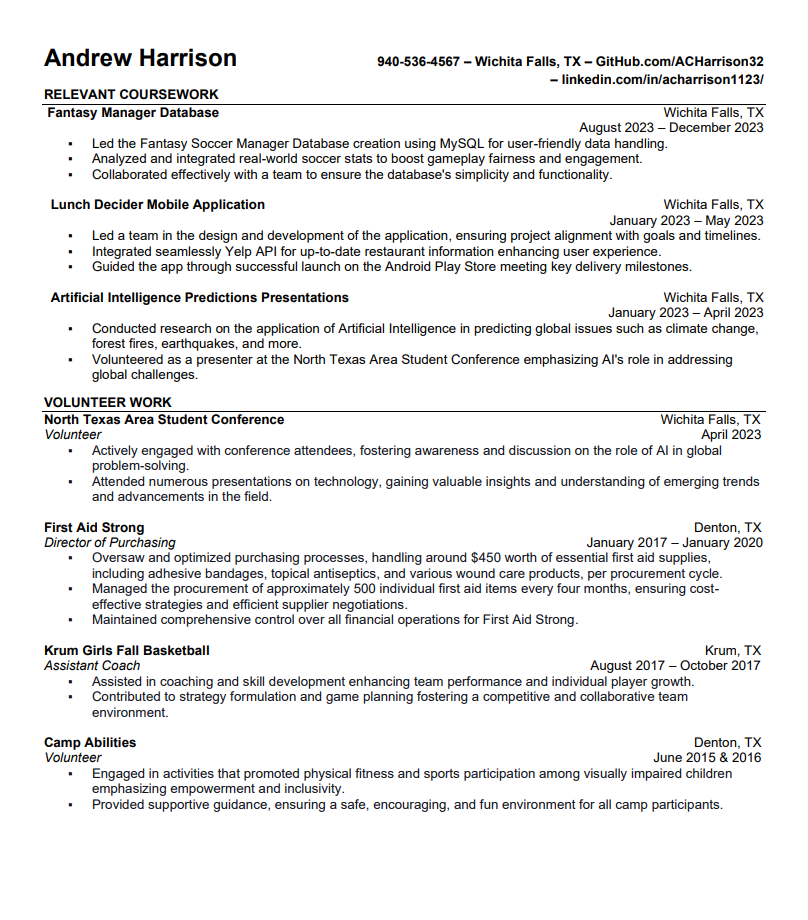 Andrew Harrison
940-536-4567 – Wichita Falls, TX – GitHub.com/ACHarrison32
– linkedin.com/in/acharrison1123/
RELEVANT COURSEWORK
Fantasy Manager Database Wichita Falls, TX
August 2023 – December 2023
▪ Led the Fantasy Soccer Manager Database creation using MySQL for user-friendly data handling.
▪ Analyzed and integrated real-world soccer stats to boost gameplay fairness and engagement.
▪ Collaborated effectively with a team to ensure the database's simplicity and functionality.
Lunch Decider Mobile Application Wichita Falls, TX
January 2023 – May 2023
▪ Led a team in the design and development of the application, ensuring project alignment with goals and timelines.
▪ Integrated seamlessly Yelp API for up-to-date restaurant information enhancing user experience.
▪ Guided the app through successful launch on the Android Play Store meeting key delivery milestones.
Artificial Intelligence Predictions Presentations Wichita Falls, TX
January 2023 – April 2023
▪ Conducted research on the application of Artificial Intelligence in predicting global issues such as climate change,
forest fires, earthquakes, and more.
▪ Volunteered as a presenter at the North Texas Area Student Conference emphasizing AI's role in addressing
global challenges.
VOLUNTEER WORK
North Texas Area Student Conference Wichita Falls, TX
Volunteer April 2023
▪ Actively engaged with conference attendees, fostering awareness and discussion on the role of AI in global
problem-solving.
▪ Attended numerous presentations on technology, gaining valuable insights and understanding of emerging trends
and advancements in the field.
First Aid Strong Denton, TX
Director of Purchasing January 2017 – January 2020
▪ Oversaw and optimized purchasing processes, handling around $450 worth of essential first aid supplies,
including adhesive bandages, topical antiseptics, and various wound care products, per procurement cycle.
▪ Managed the procurement of approximately 500 individual first aid items every four months, ensuring cost-
effective strategies and efficient supplier negotiations.
▪ Maintained comprehensive control over all financial operations for First Aid Strong.
Krum Girls Fall Basketball Krum, TX
Assistant Coach August 2017 – October 2017
▪ Assisted in coaching and skill development enhancing team performance and individual player growth.
▪ Contributed to strategy formulation and game planning fostering a competitive and collaborative team
environment.
Camp Abilities Denton, TX
Volunteer June 2015 & 2016
▪ Engaged in activities that promoted physical fitness and sports participation among visually impaired children
emphasizing empowerment and inclusivity.
▪ Provided supportive guidance, ensuring a safe, encouraging, and fun environment for all camp participants.